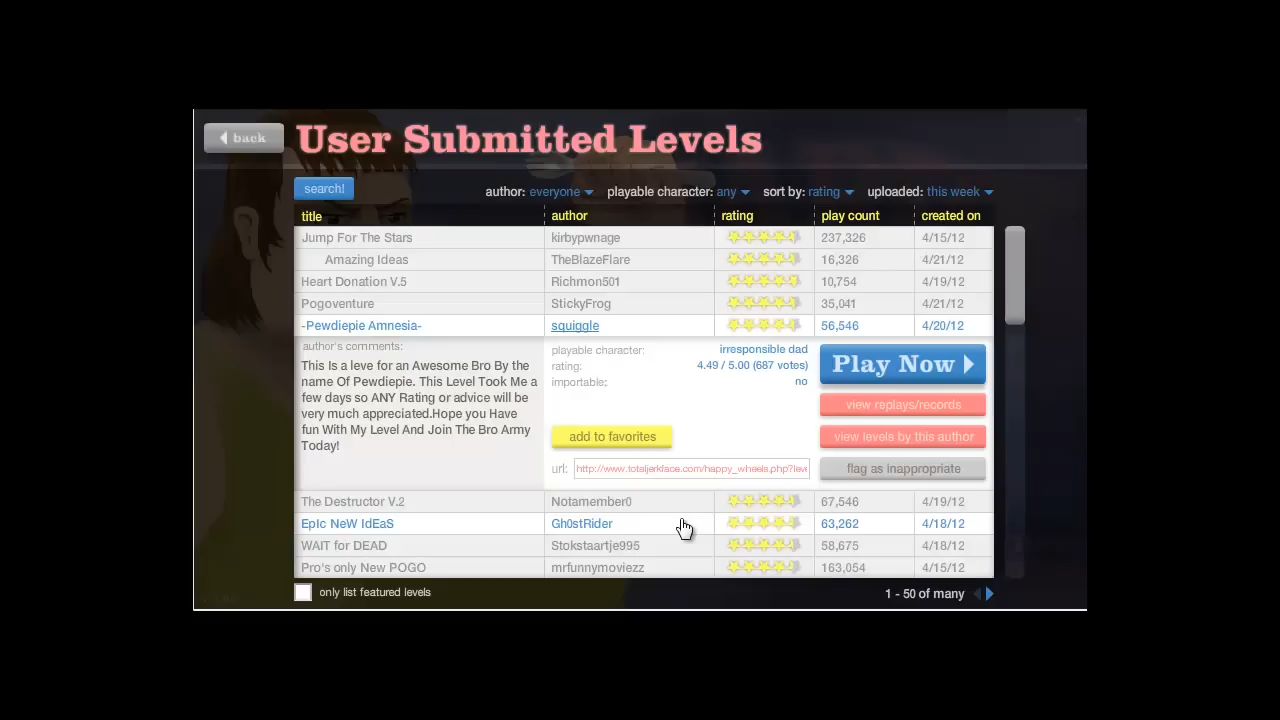 back
User Submitted Levels
search!
author: everyone playable character: any sort by: rating uploaded: this week
title author rating play count created on
Jump For The Stars kirbypwnage 237,326 4/15/12
Amazing Ideas TheBlazeFlare 16,326 4/21/12
Heart Donation V.5 Richmon501 10,754 4/19/12
Pogoventure StickyFrog 35,041 4/21/12
-Pewdiepie Amnesia- squiggle 56,546 4/20/12
author's comments:
This Is a leve for an Awesome Bro By the
name Of Pewdiepie. This Level Took Me a
few days so ANY Rating or advice will be
very much appreciated.Hope you Have
fun With My Level And Join The Bro Army
Today!
playable character: irresponsible dad
rating: 4.49 / 5.00 (687 votes)
importable: no
add to favorites
url: http://www.totaljerkface.com/happy_wheels.php?leve
Play Now
view replays/records
view levels by this author
flag as inappropriate
The Destructor V.2 Notamember0 67,546 4/19/12
EpIc NeW IdEaS Gh0stRider 63,262 4/18/12
WAIT for DEAD Stokstaartje995 58,675 4/18/12
Pro's only New POGO mrfunnymoviezz 163,054 4/15/12
only list featured levels
1 - 50 of many